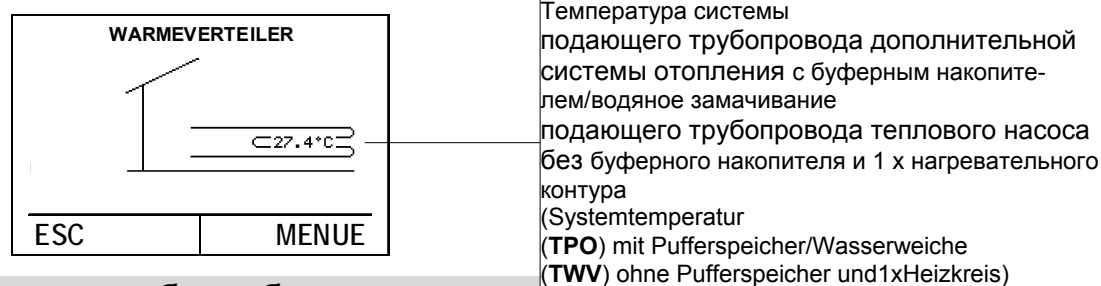 WARMEVERTEILER
27.4°C
ESC
MENUE
Температура системы
подающего трубопровода дополнительной
системы отопления с буферным накопите-
лем/водяное замачивание
подающего трубопровода теплового насоса
без буферного накопителя и 1 х нагревательного
контура
(Systemtemperatur
(TPO) mit Pufferspeicher/Wasserweiche
(TWV) ohne Pufferspeicher und1xHeizkreis)